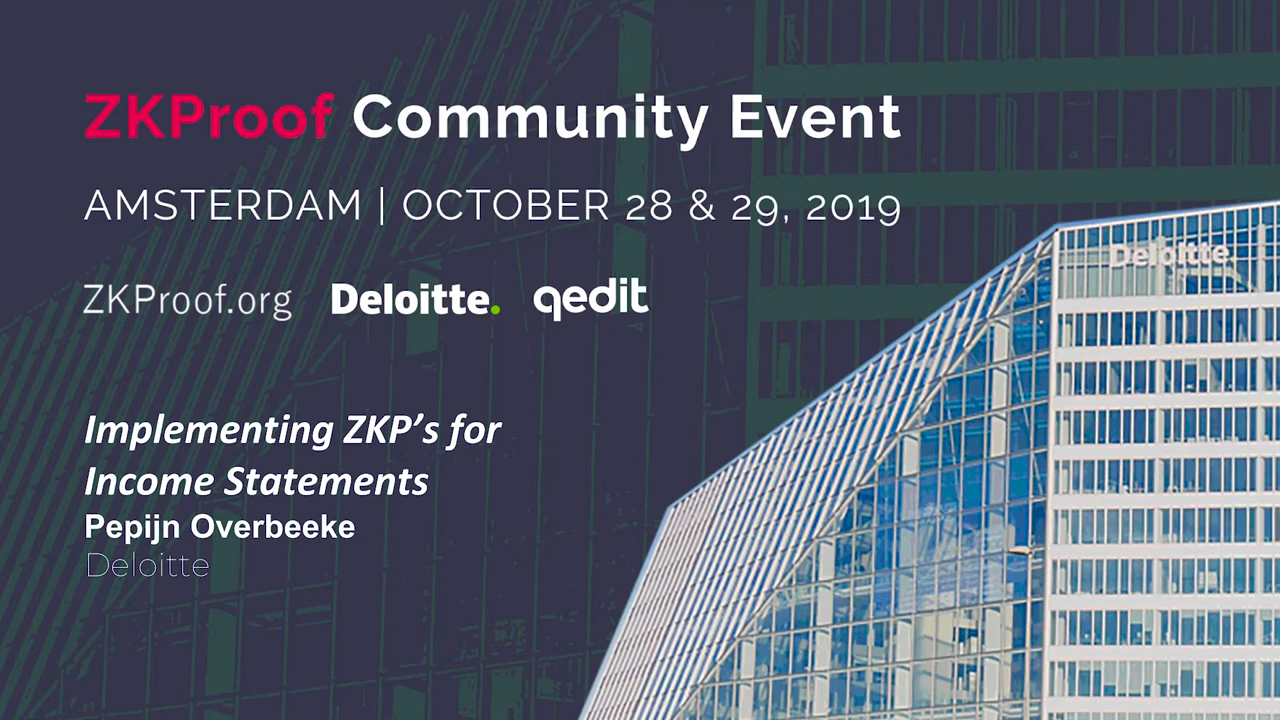 ZKProof Community Event
AMSTERDAM | OCTOBER 28 & 29, 2019
ZKProof.org Deloitte. qedit
Deloitte.
Implementing ZKP’s for
Income Statements
Pepijn Overbeeke
Deloitte